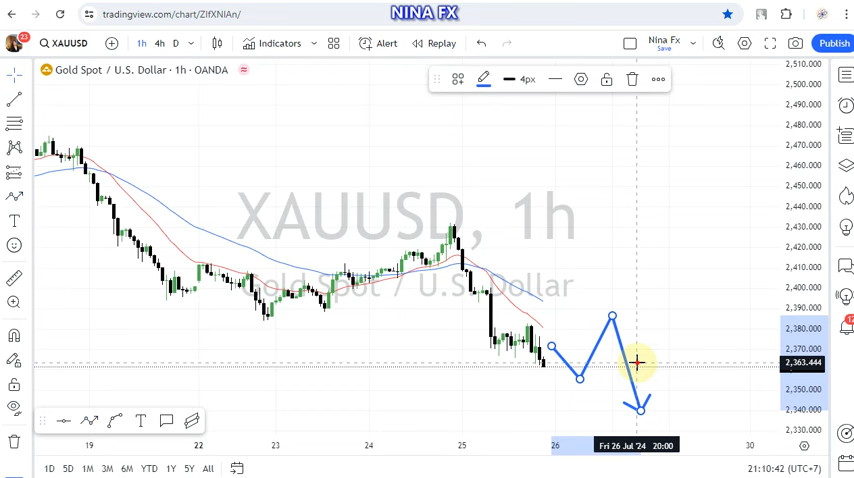 NINA FX
tradingview.com/chart/ZIfXNIAn/
23
XAUUSD
1h
4h
D
Indicators
Alert
Replay
Nina Fx
Publish
Gold Spot / U.S. Dollar · 1h · OANDA
4px
XAUUSD, 1h
Gold Spot / U.S. Dollar
2,510.000
2,500.000
2,490.000
2,480.000
2,470.000
2,460.000
2,450.000
2,440.000
2,430.000
2,420.000
2,410.000
2,400.000
2,390.000
2,380.000
2,370.000
2,363.444
2,350.000
2,340.000
2,330.000
19
22
23
24
25
26
Fri 26 Jul '24 20:00
30
1D
5D
1M
3M
6M
YTD
1Y
5Y
All
21:10:42 (UTC+7)